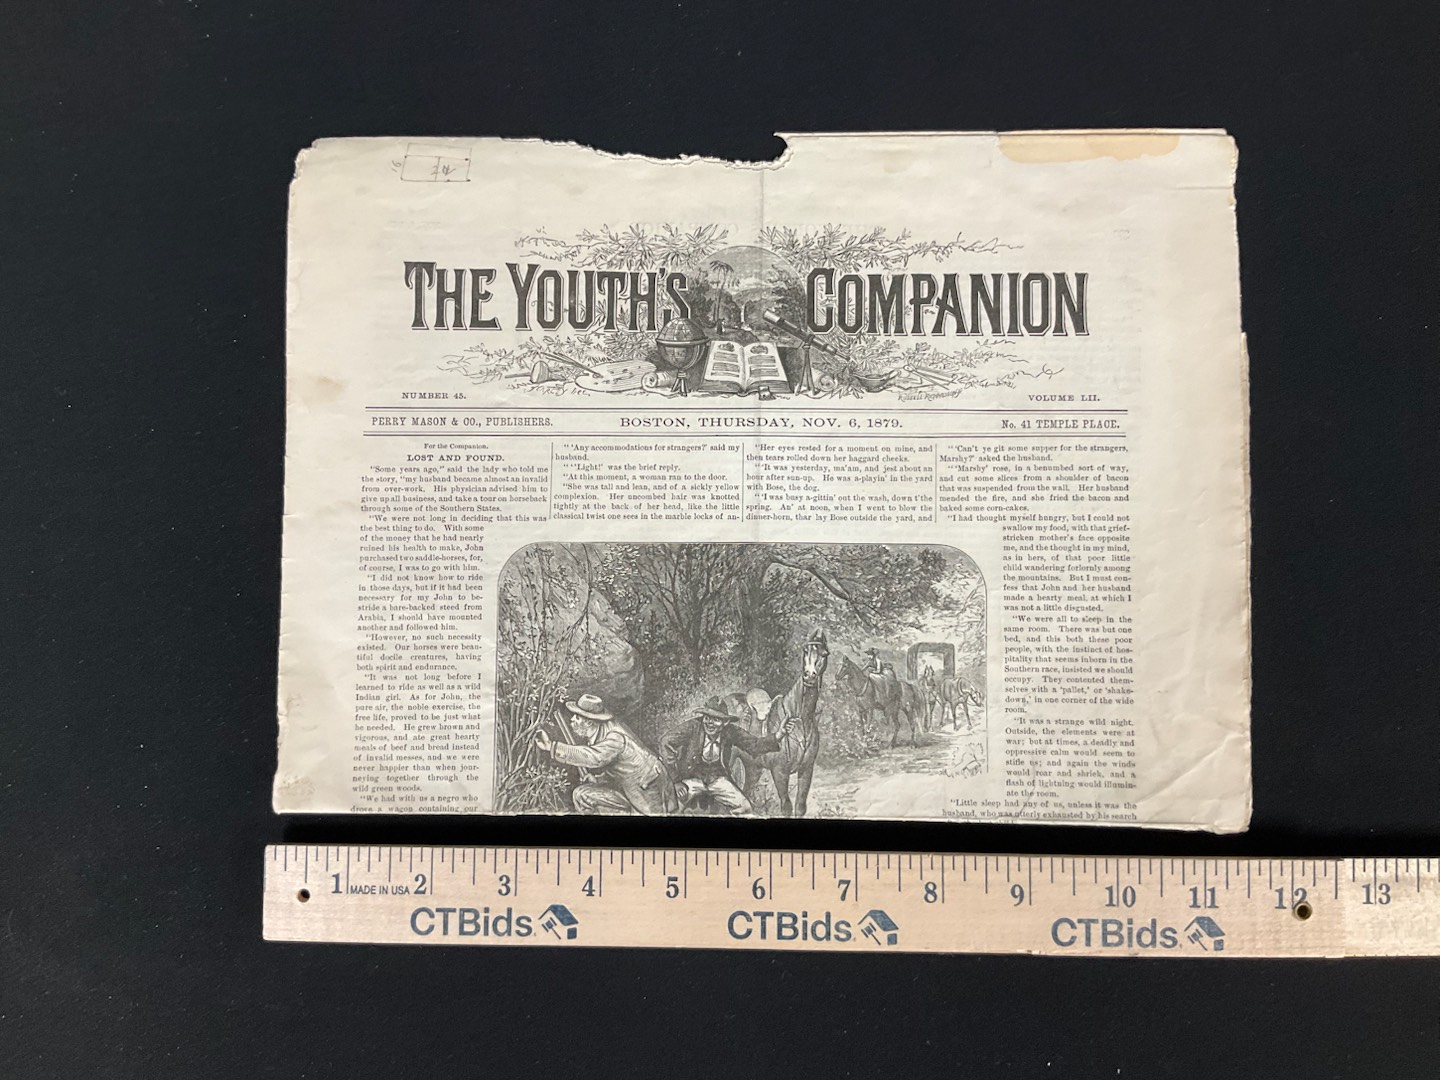 THE YOUTH'S COMPANION
NUMBER 45.
VOLUME LII.
PERRY MASON & CO., PUBLISHERS.
BOSTON, THURSDAY, NOV. 6, 1879.
No. 41 TEMPLE PLACE.
For the Companion.
LOST AND FOUND.
"Some years ago," said the lady who told me
the story, "my husband became almost an invalid
from over-work. His physician advised him to
give up all business, and take a tour on horseback
through some of the Southern States.
"We were not long in deciding that this was
the best thing to do. With some
of the money that he had nearly
ruined his health to make, John
purchased two saddle-horses, for,
of course, I was to go with him.
"I did not know how to ride
in those days, but if it had been
necessary for my John to be-
stride a bare-backed steed from
Arabia, I should have mounted
another and followed him.
"However, no such necessity
existed. Our horses were beau-
tiful docile creatures, having
both spirit and endurance.
"It was not long before I
learned to ride as well as a wild
Indian girl. As for John, the
pure air, the noble exercise, the
free life, proved to be just what
he needed. He grew brown and
vigorous, and ate great hearty
meals of beef and bread instead
of invalid messes, and we were
never happier than when jour-
neying together through the
wild green woods.
"We had with us a negro who
drove a wagon containing our
"'Any accommodations for strangers?' said my
husband.
"'Light!' was the brief reply.
"At this moment, a woman ran to the door.
"She was tall and lean, and of a sickly yellow
complexion. Her uncombed hair was knotted
tightly at the back of her head, like the little
classical twist one sees in the marble locks of an-
"Her eyes rested for a moment on mine, and
then tears rolled down her haggard cheeks.
"'It was yesterday, ma'am, and jest about an
hour after sun-up. He was a-playin' in the yard
with Bose, the dog.
"'I was busy a-gittin' out the wash, down t'the
spring. An' at noon, when I went to blow the
dinner-horn, thar lay Bose outside the yard, and
"'Can't ye git some supper for the strangers,
Marshy?' asked the husband.
"'Marshy' rose, in a benumbed sort of way,
and cut some slices from a shoulder of bacon
that was suspended from the wall. Her husband
mended the fire, and she fried the bacon and
baked some corn-cakes.
"I had thought myself hungry, but I could not
swallow my food, with that grief-
stricken mother's face opposite
me, and the thought in my mind,
as in hers, of that poor little
child wandering forlornly among
the mountains. But I must con-
fess that John and her husband
made a hearty meal, at which I
was not a little disgusted.
"We were all to sleep in the
same room. There was but one
bed, and this both these poor
people, with the instinct of hos-
pitality that seems inborn in the
Southern race, insisted we should
occupy. They contented them-
selves with a 'pallet,' or 'shake-
down,' in one corner of the wide
room.
"It was a strange wild night.
Outside, the elements were at
war; but at times, a deadly and
oppressive calm would seem to
stifle us; and again the winds
would roar and shriek, and a
flash of lightning would illumin-
ate the room.
"Little sleep had any of us, unless it was the
husband, who was utterly exhausted by his search
1 MADE IN USA 2 3 4 5 6 7 8 9 10 11 12 13
CTBids CTBids CTBids